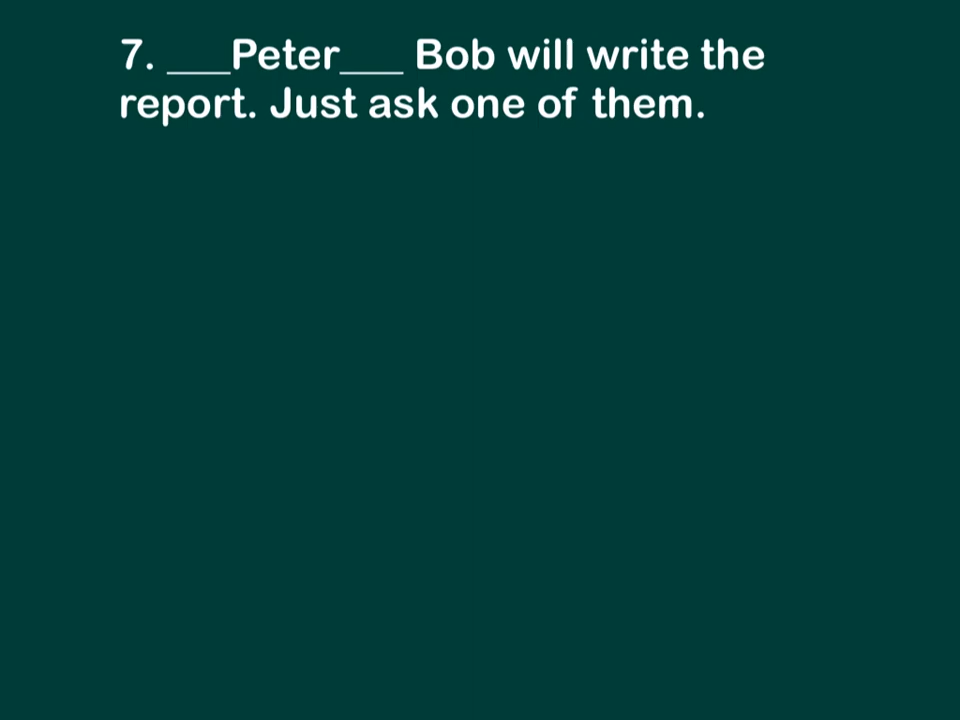 7. ___Peter___ Bob will write the
report. Just ask one of them.